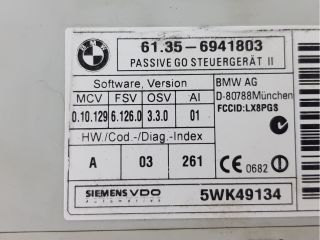 BMW
61.35-6941803
PASSIVE GO STEUERGERÄT II
Software, Version
MCV FSV OSV AI
0.10.129 6.126.0 3.3.0 01
BMW AG
D-80788München
FCCID:LX8PGS
HW./Cod.-/Diag.-Index
A 03 261
CE 0682
SIEMENS VDO
Automotive
5WK49134